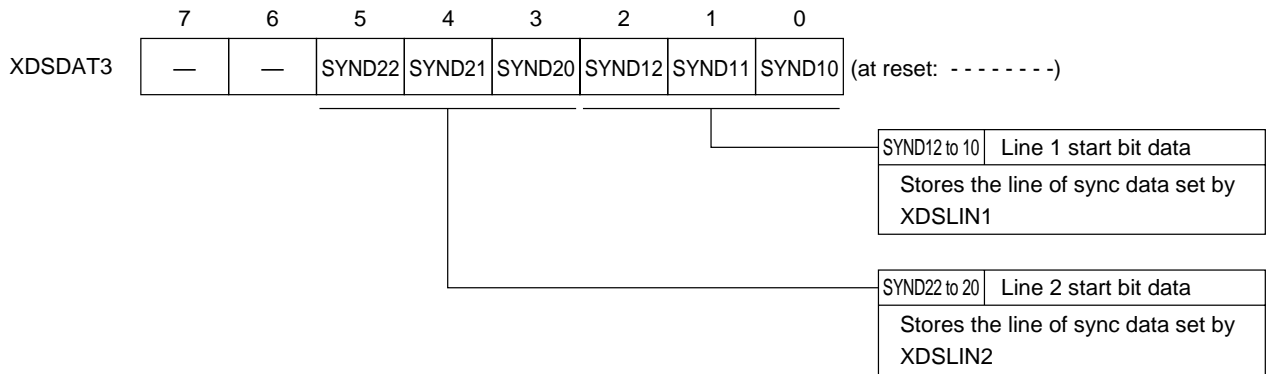 7 6 5 4 3 2 1 0
XDSDAT3 — — SYND22 SYND21 SYND20 SYND12 SYND11 SYND10 (at reset: - - - - - - - -)
SYND12 to 10 Line 1 start bit data
Stores the line of sync data set by
XDSLIN1
SYND22 to 20 Line 2 start bit data
Stores the line of sync data set by
XDSLIN2